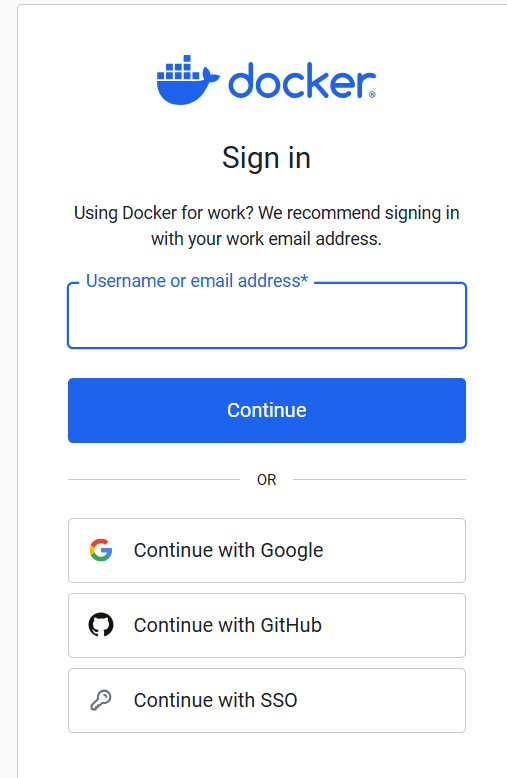 docker®
Sign in
Using Docker for work? We recommend signing in
with your work email address.
Username or email address*
Continue
OR
Continue with Google
Continue with GitHub
Continue with SSO